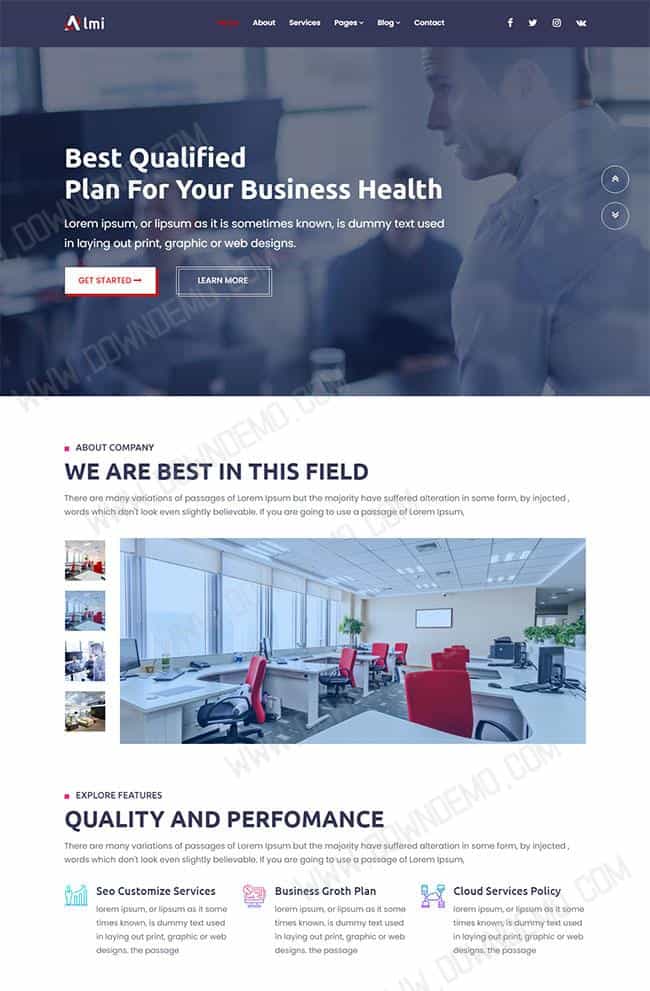 Almi
Home About Services Pages Blog Contact
Best Qualified
Plan For Your Business Health
Lorem ipsum, or lipsum as it is sometimes known, is dummy text used
in laying out print, graphic or web designs.
GET STARTED
LEARN MORE
ABOUT COMPANY
WE ARE BEST IN THIS FIELD
There are many variations of passages of Lorem Ipsum but the majority have suffered alteration in some form, by injected ,
words which don't look even slightly believable. If you are going to use a passage of Lorem Ipsum,
EXPLORE FEATURES
QUALITY AND PERFOMANCE
There are many variations of passages of Lorem Ipsum but the majority have suffered alteration in some form, by injected ,
words which don't look even slightly believable. If you are going to use a passage of Lorem Ipsum,
Seo Customize Services
lorem ipsum, or lipsum as it some
times known, is dummy text used
in laying out print, graphic or web
designs. the passage
Business Groth Plan
lorem ipsum, or lipsum as it some
times known, is dummy text used
in laying out print, graphic or web
designs. the passage
Cloud Services Policy
lorem ipsum, or lipsum as it some
times known, is dummy text used
in laying out print, graphic or web
designs. the passage
WWW.DOWNDEMO.COM